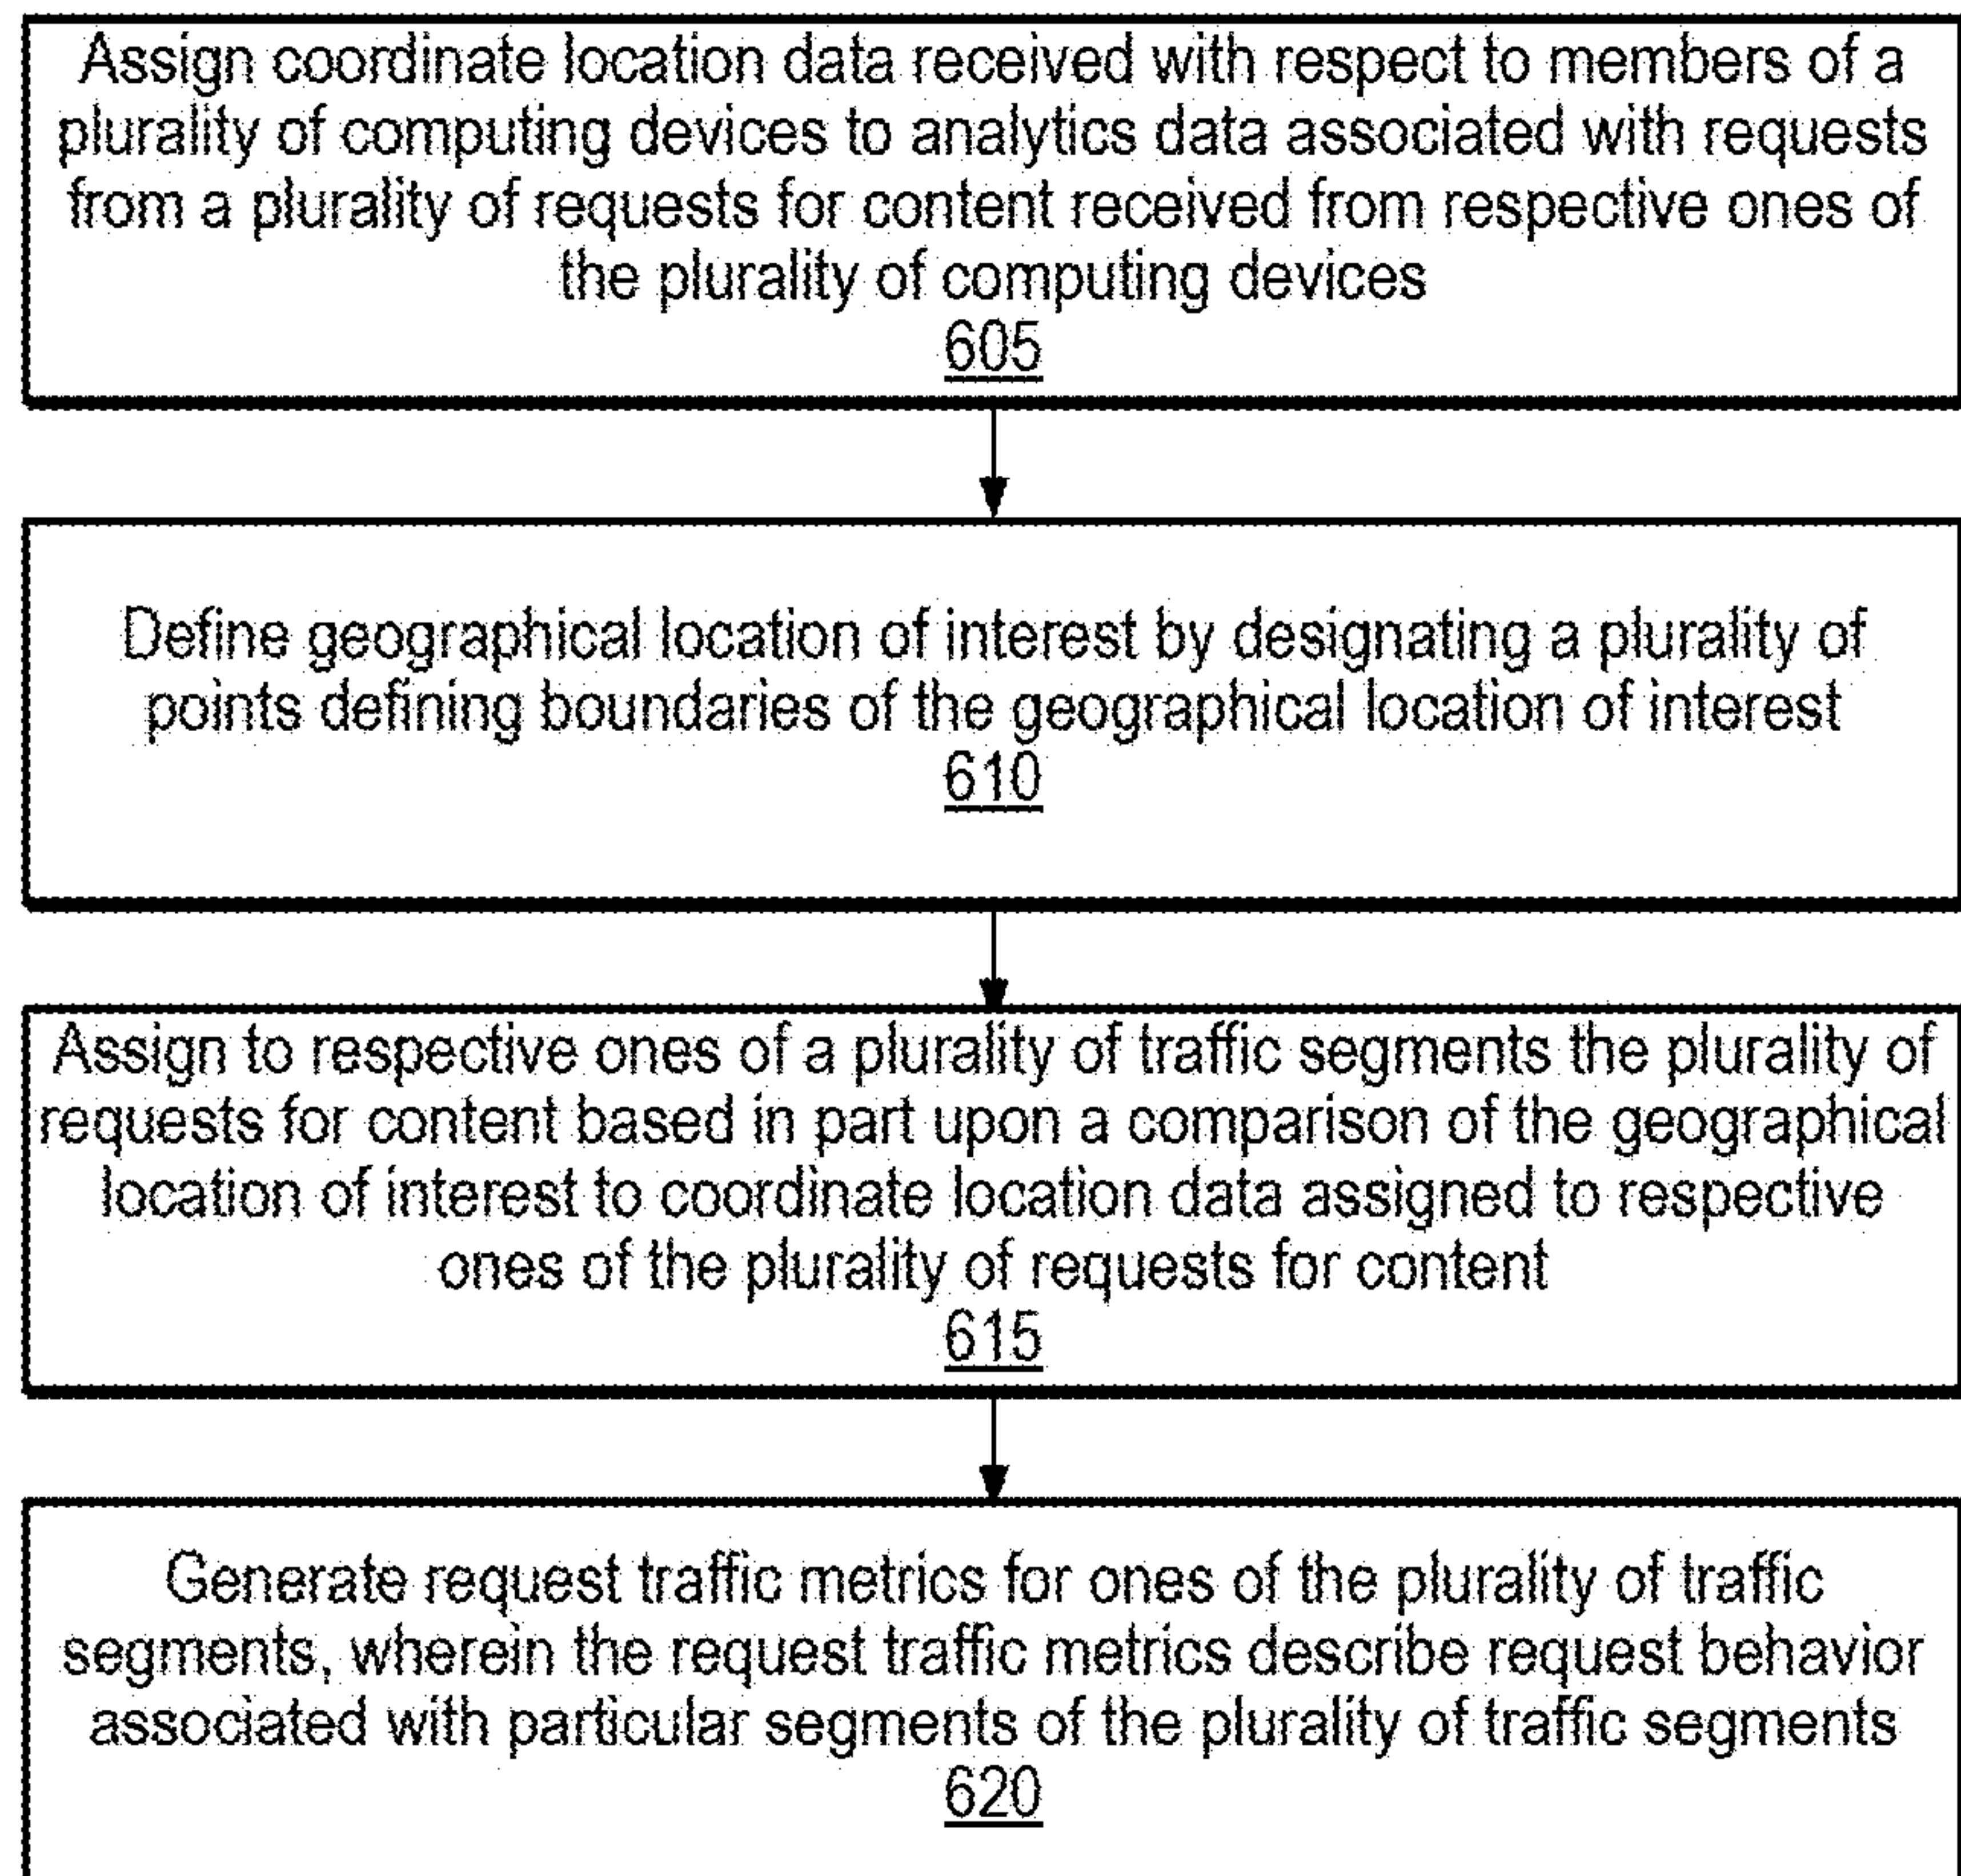 Assign coordinate location data received with respect to members of a
plurality of computing devices to analytics data associated with requests
from a plurality of requests for content received from respective ones of
the plurality of computing devices
605
Define geographical location of interest by designating a plurality of
points defining boundaries of the geographical location of interest
610
Assign to respective ones of a plurality of traffic segments the plurality of
requests for content based in part upon a comparison of the geographical
location of interest to coordinate location data assigned to respective
ones of the plurality of requests for content
615
Generate request traffic metrics for ones of the plurality of traffic
segments, wherein the request traffic metrics describe request behavior
associated with particular segments of the plurality of traffic segments
620